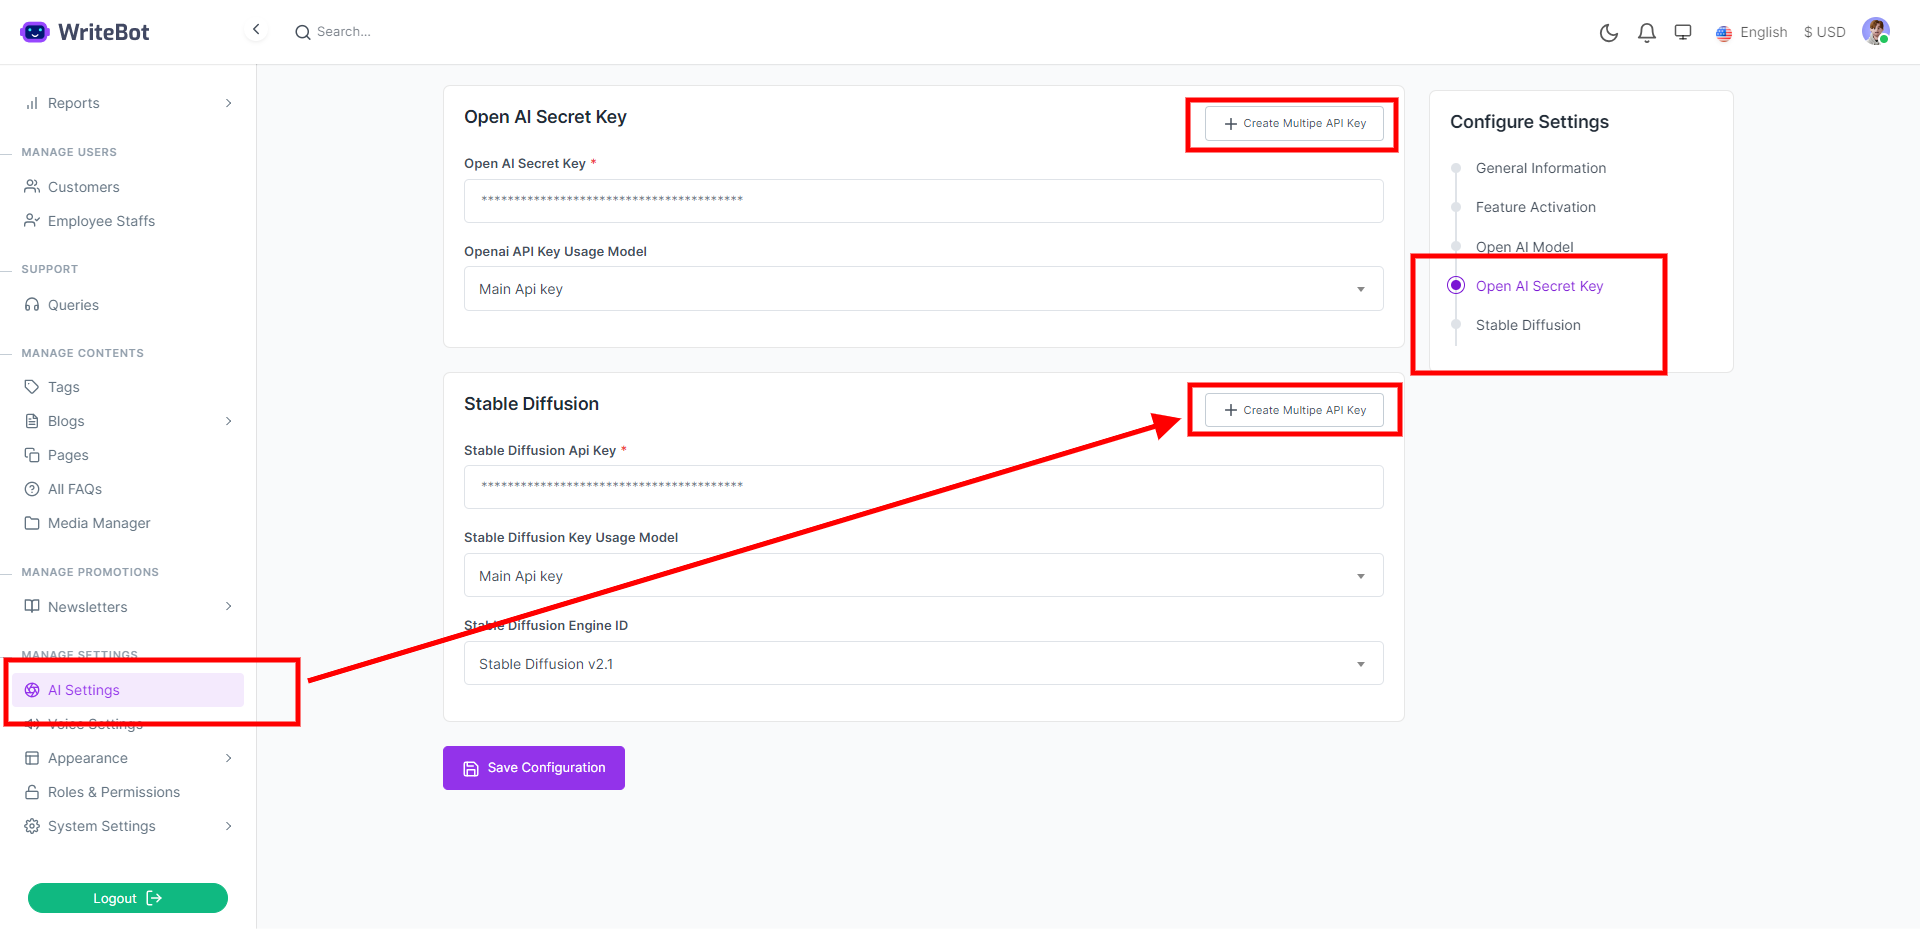 WriteBot
Search...
English
$ USD
Reports
MANAGE USERS
Customers
Employee Staffs
SUPPORT
Queries
MANAGE CONTENTS
Tags
Blogs
Pages
All FAQs
Media Manager
MANAGE PROMOTIONS
Newsletters
MANAGE SETTINGS
AI Settings
Voice Settings
Appearance
Roles & Permissions
System Settings
Logout
Open AI Secret Key
Create Multipe API Key
Open AI Secret Key *
****************************************
Openai API Key Usage Model
Main Api key
Stable Diffusion
Create Multipe API Key
Stable Diffusion Api Key *
****************************************
Stable Diffusion Key Usage Model
Main Api key
Stable Diffusion Engine ID
Stable Diffusion v2.1
Save Configuration
Configure Settings
General Information
Feature Activation
Open AI Model
Open AI Secret Key
Stable Diffusion